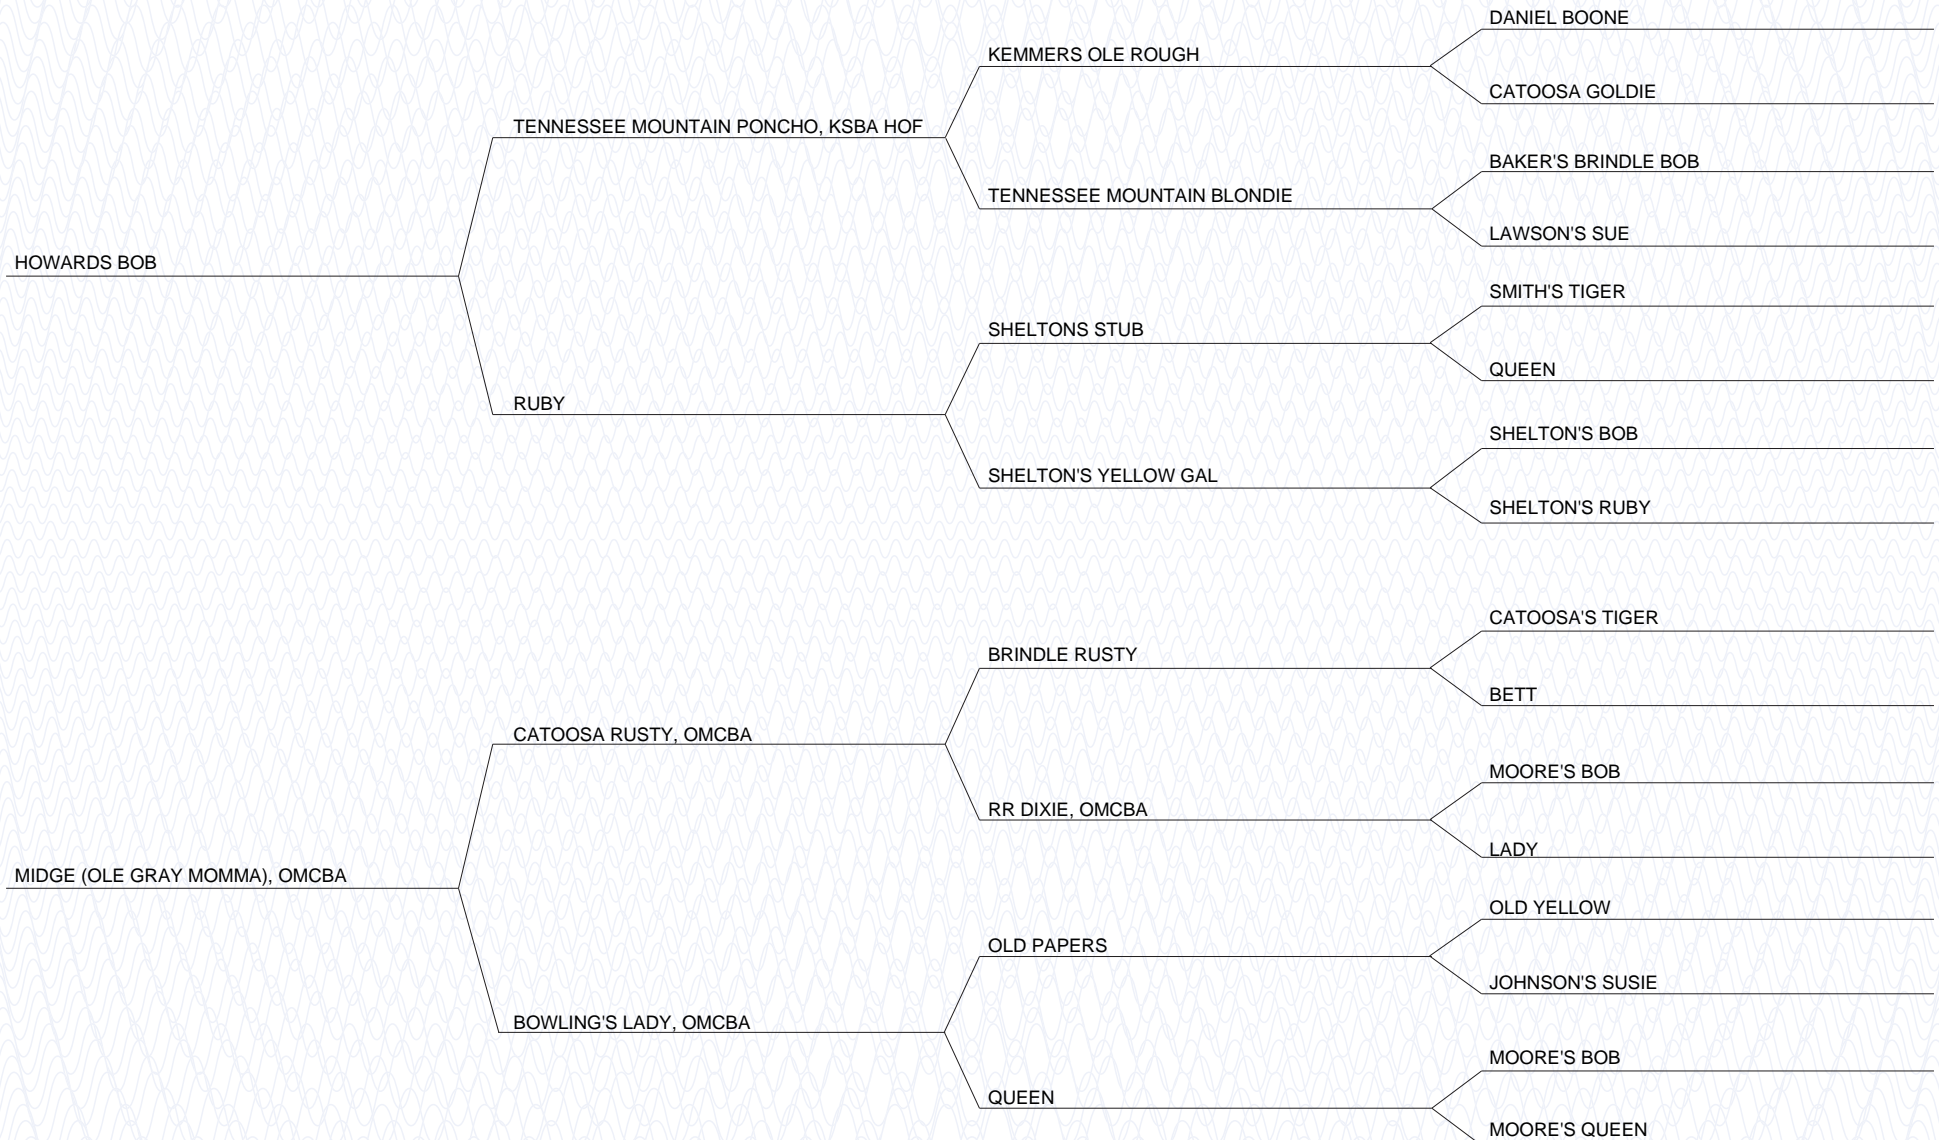 DANIEL BOONE
KEMMERS OLE ROUGH
CATOOSA GOLDIE
TENNESSEE MOUNTAIN PONCHO, KSBA HOF
BAKER'S BRINDLE BOB
TENNESSEE MOUNTAIN BLONDIE
LAWSON'S SUE
HOWARDS BOB
SMITH'S TIGER
SHELTONS STUB
QUEEN
RUBY
SHELTON'S BOB
SHELTON'S YELLOW GAL
SHELTON'S RUBY
CATOOSA'S TIGER
BRINDLE RUSTY
BETT
CATOOSA RUSTY, OMCBA
MOORE'S BOB
RR DIXIE, OMCBA
LADY
MIDGE (OLE GRAY MOMMA), OMCBA
OLD YELLOW
OLD PAPERS
JOHNSON'S SUSIE
BOWLING'S LADY, OMCBA
MOORE'S BOB
QUEEN
MOORE'S QUEEN